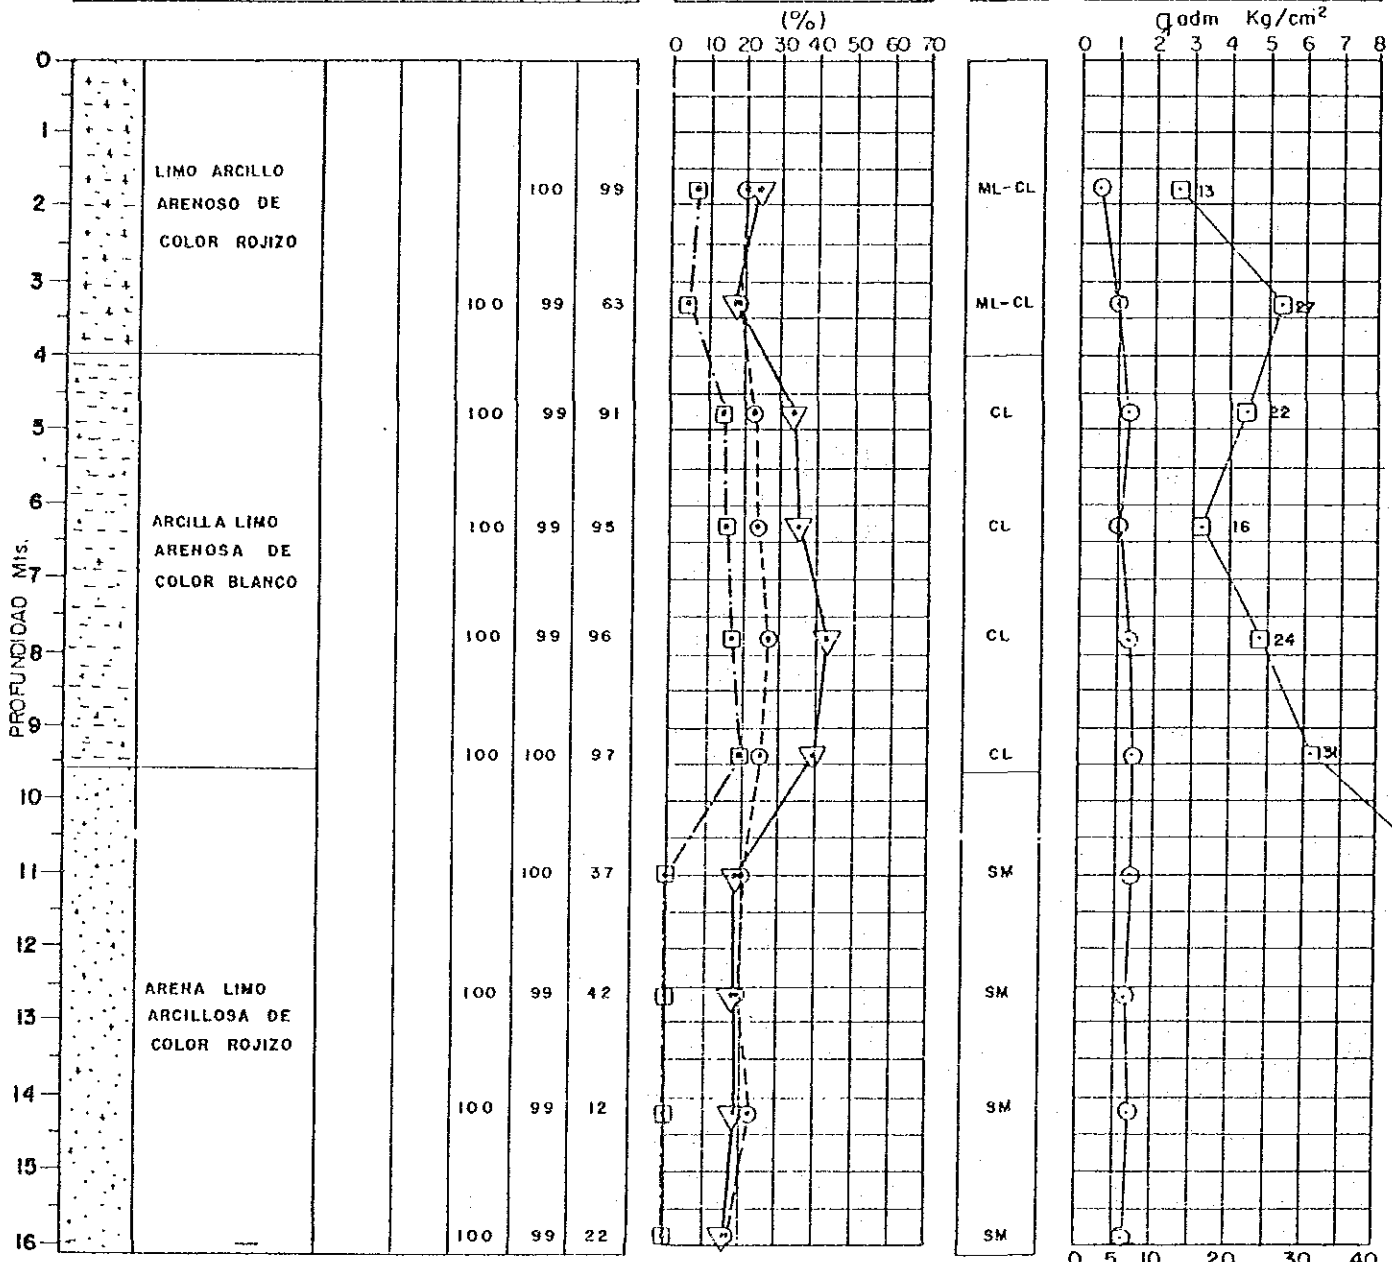 (%)
q adm Kg/cm²
0 10 20 30 40 50 60 70
0 1 2 3 4 5 6 7 8
0
1
LIMO ARCILLO
100 99
ML-CL
13
2
ARENOSO DE
COLOR ROJIZO
3
100 99 63
ML-CL
27
4
100 99 91
CL
22
5
6
ARCILLA LIMO
100 99 95
CL
16
ARENOSA DE
7
COLOR BLANCO
PROFUNDIDAD Mts.
100 99 96
CL
24
8
9
100 100 97
CL
31
10
11
100 37
SM
12
ARENA LIMO
100 99 42
SM
13
ARCILLOSA DE
COLOR ROJIZO
14
100 99 12
SM
15
16
100 99 22
SM
0 5 10 20 30 40